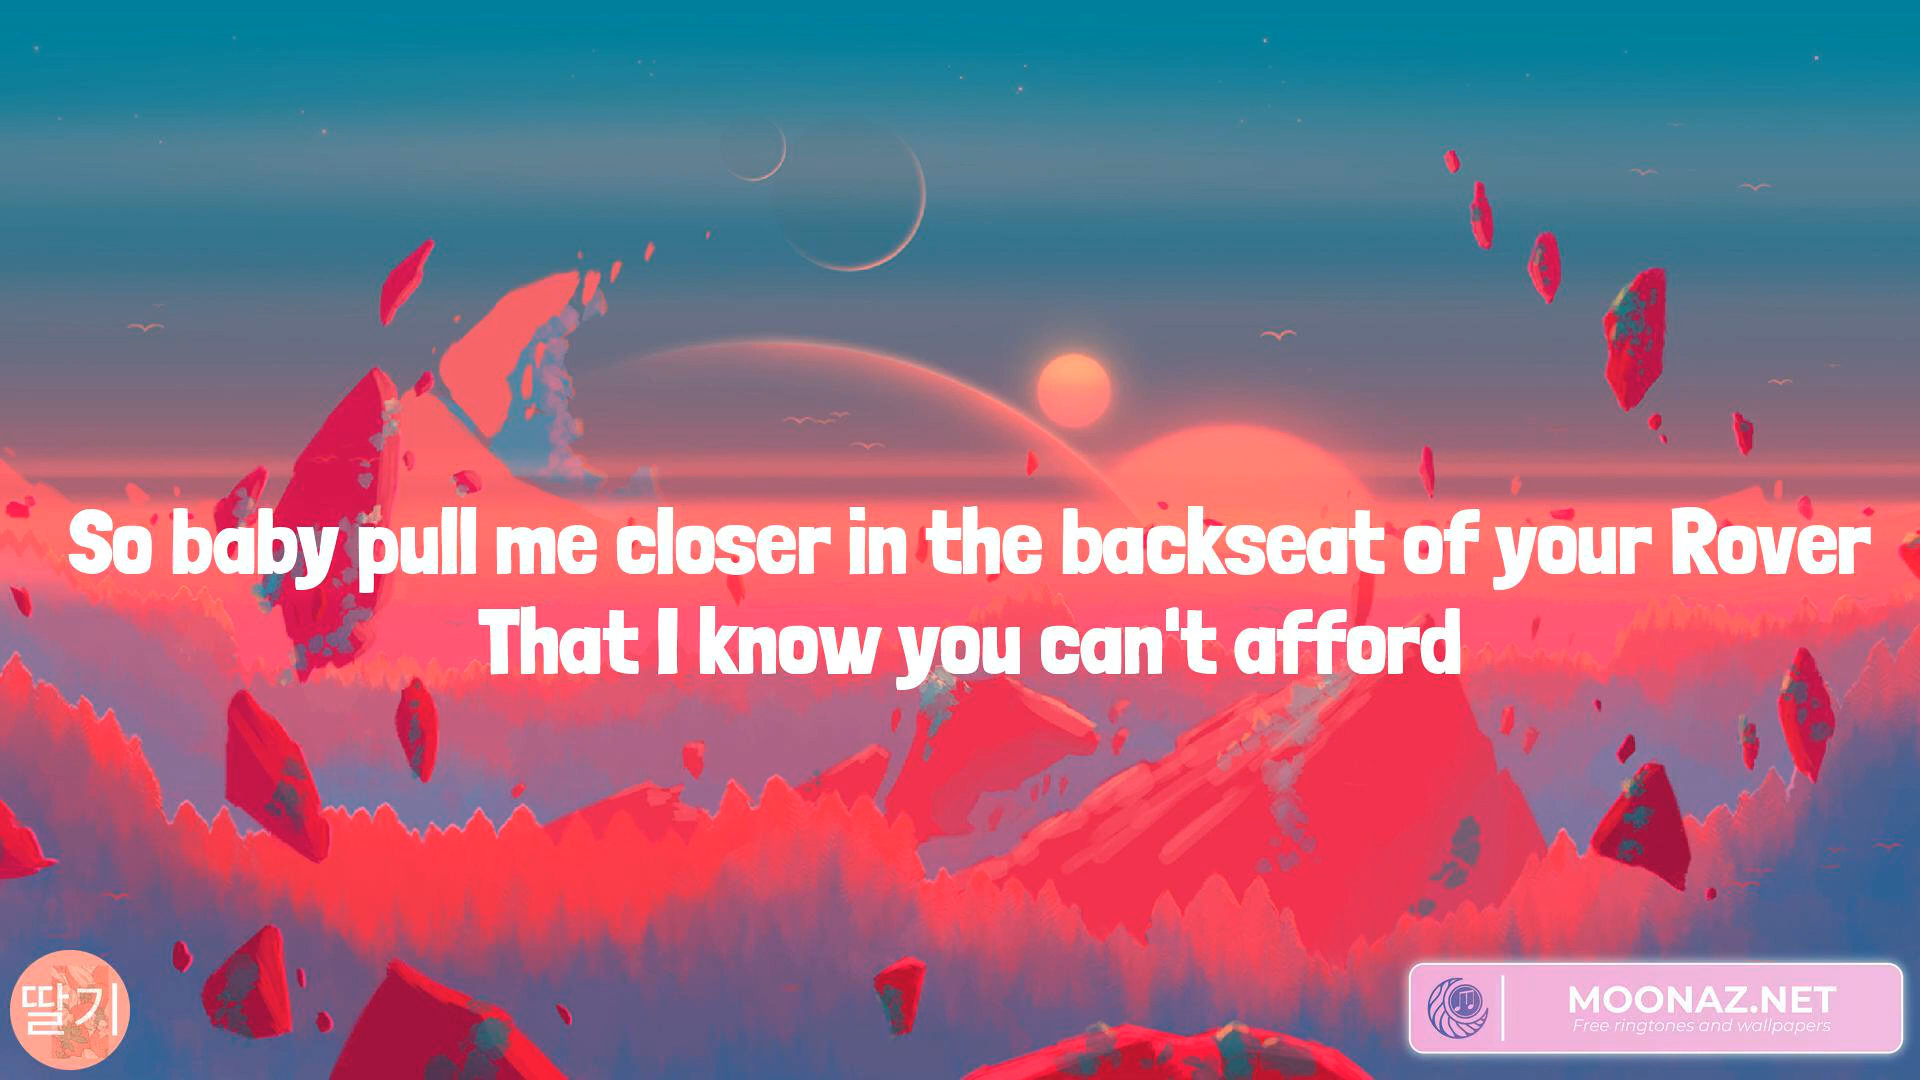 So baby pull me closer in the backseat of your Rover
That I know you can't afford
딸기
MOONAZ.NET
Free ringtones and wallpapers